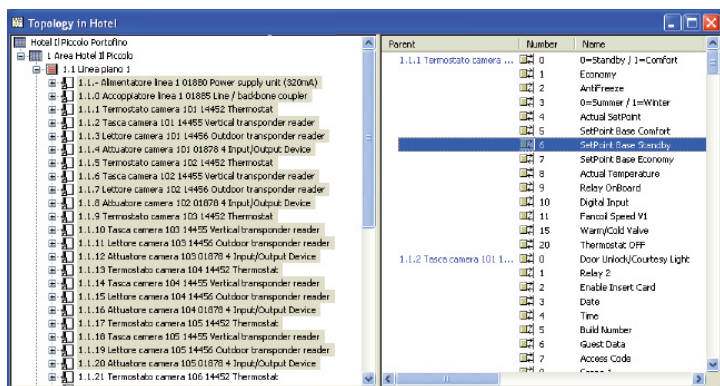 Topology in Hotel
Hotel Il Piccolo Portofino
1 Area Hotel Il Piccolo
1.1 Linea piano 1
1.1.- Alimentatore linea 1 01880 Power supply unit (320mA)
1.1.0 Accoppiatore linea 1 01885 Line / backbone coupler
1.1.1 Termostato camera 101 14452 Thermostat
1.1.2 Tasca camera 101 14455 Vertical transponder reader
1.1.3 Lettore camera 101 14456 Outdoor transponder reader
1.1.4 Attuatore camera 101 01878 4 Input/Output Device
1.1.5 Termostato camera 102 14452 Thermostat
1.1.6 Tasca camera 102 14455 Vertical transponder reader
1.1.7 Lettore camera 102 14456 Outdoor transponder reader
1.1.8 Attuatore camera 102 01878 4 Input/Output Device
1.1.9 Termostato camera 103 14452 Thermostat
1.1.10 Tasca camera 103 14455 Vertical transponder reader
1.1.11 Lettore camera 103 14456 Outdoor transponder reader
1.1.12 Attuatore camera 103 01878 4 Input/Output Device
1.1.13 Termostato camera 104 14452 Thermostat
1.1.14 Tasca camera 104 14455 Vertical transponder reader
1.1.15 Lettore camera 104 14456 Outdoor transponder reader
1.1.16 Attuatore camera 104 01878 4 Input/Output Device
1.1.17 Termostato camera 105 14452 Thermostat
1.1.18 Tasca camera 105 14455 Vertical transponder reader
1.1.19 Lettore camera 105 14456 Outdoor transponder reader
1.1.20 Attuatore camera 105 01878 4 Input/Output Device
1.1.21 Termostato camera 106 14452 Thermostat
Parent Number Name
1.1.1 Termostato camera ... 0 0=Standby / 1=Comfort
1 Economy
2 AntiFreeze
3 0=Summer / 1=Winter
4 Actual SetPoint
5 SetPoint Base Comfort
6 SetPoint Base Standby
7 SetPoint Base Economy
8 Actual Temperature
9 Relay OnBoard
10 Digital Input
11 Fancoil Speed V1
15 Warm/Cold Valve
20 Thermostat OFF
1.1.2 Tasca camera 101 1... 0 Door Unlock/Courtesy Light
1 Relay 2
2 Enable Insert Card
3 Date
4 Time
5 Build Number
6 Guest Data
7 Access Code